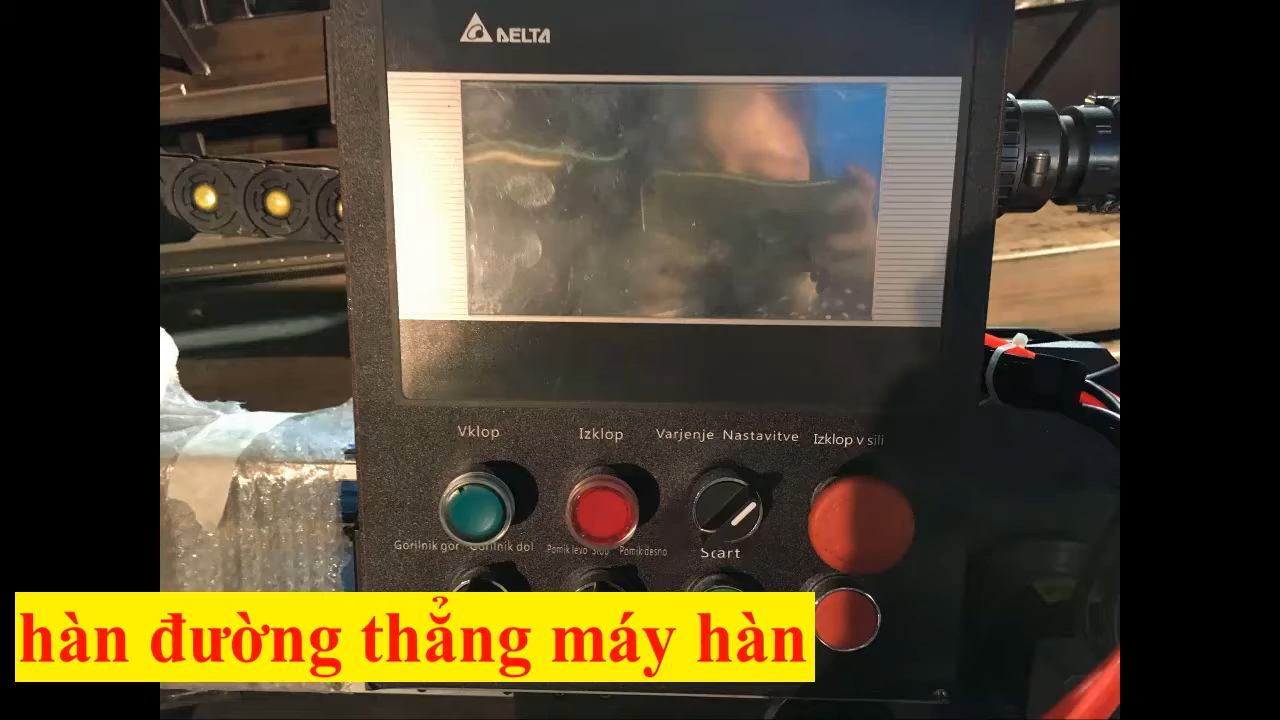 DELTA
Vklop
Izklop
Varjenje Nastavitve
Izklop v sili
Gorilnik gor Gorilnik dol
Pomik levo Stop Pomik desno
Start
hàn đường thẳng máy hàn